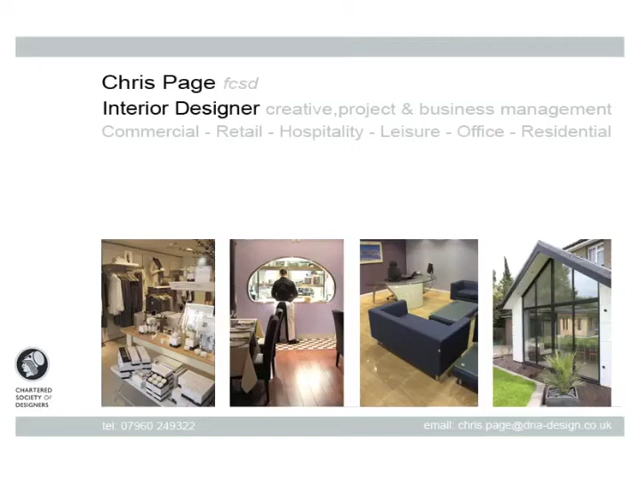 Chris Page fcsd
Interior Designer creative,project & business management
Commercial - Retail - Hospitality - Leisure - Office - Residential
CHARTERED
SOCIETY OF
DESIGNERS
tel: 07960 249322
email: chris.page@dna-design.co.uk